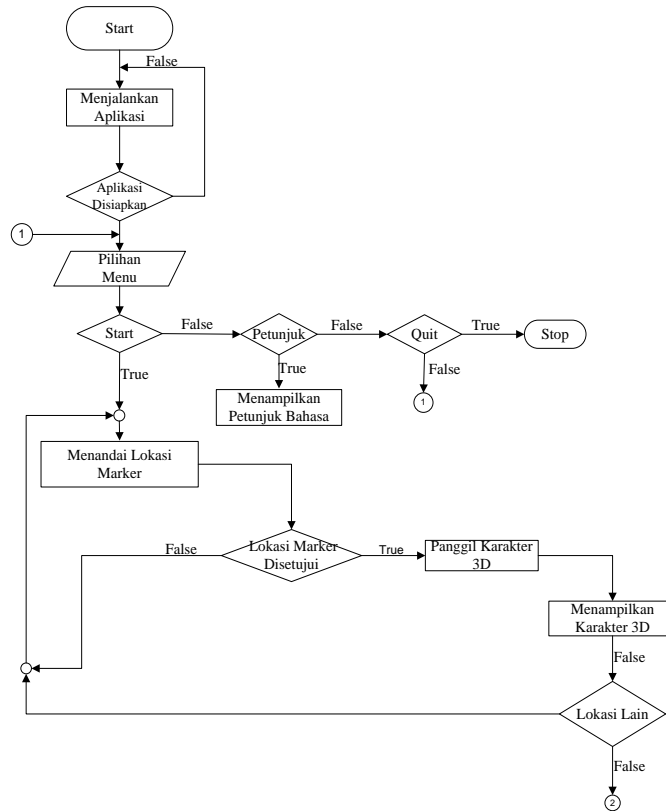 Start
False
Menjalankan
Aplikasi
Aplikasi
Disiapkan
1
Pilihan
Menu
Start
False
Petunjuk
False
Quit
True
Stop
True
True
False
Menampilkan
Petunjuk Bahasa
1
Menandai Lokasi
Marker
False
Lokasi Marker
Disetujui
True
Panggil Karakter
3D
Menampilkan
Karakter 3D
False
Lokasi Lain
False
2